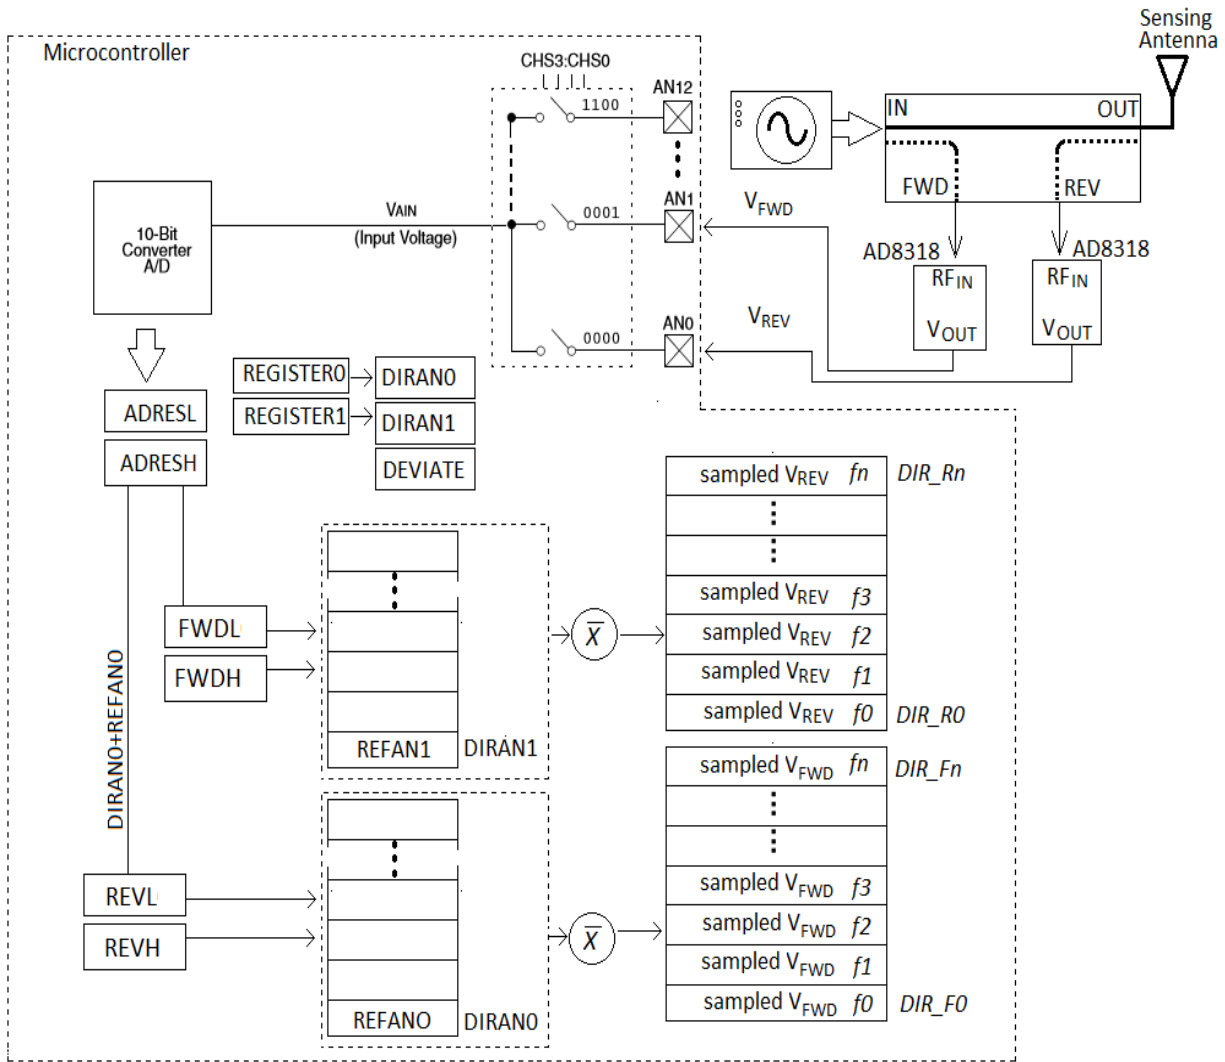 Sensing
Antenna
Microcontroller
CHS3:CHS0
AN12
1100
IN
OUT
FWD
REV
AN1
0001
VFWD
VAIN
(Input Voltage)
10-Bit
Converter
A/D
AD8318
AD8318
RFIN
VOUT
RFIN
VOUT
AN0
0000
VREV
REGISTER0
DIRAN0
REGISTER1
DIRAN1
DEVIATE
ADRESL
ADRESH
sampled VREV fn DIR_Rn
sampled VREV f3
sampled VREV f2
sampled VREV f1
sampled VREV f0 DIR_R0
FWDL
FWDH
X
REFAN1
DIRAN1
DIRANO+REFANO
sampled VFWD fn DIR_Fn
sampled VFWD f3
sampled VFWD f2
sampled VFWD f1
sampled VFWD f0 DIR_F0
REVL
REVH
X
REFANO
DIRAN0